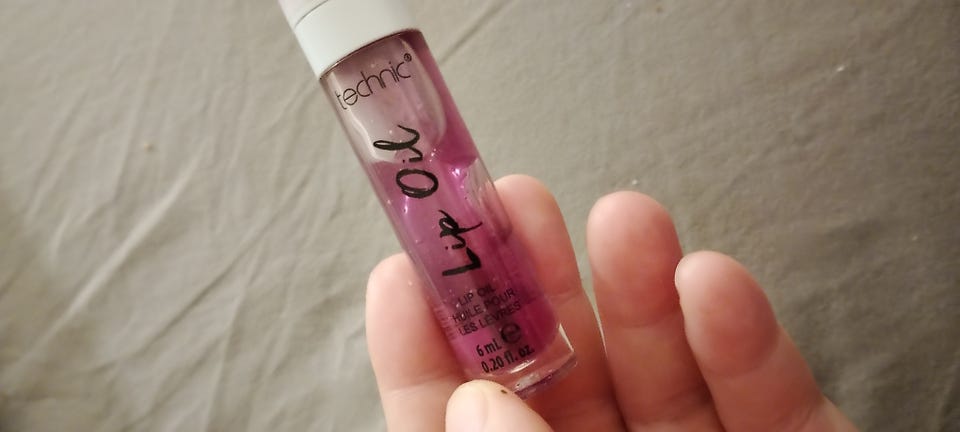 technic®
Lip Oil
LIP OIL
HUILE POUR
LES LÈVRES
6 mL ℮
0.20 fl. oz.